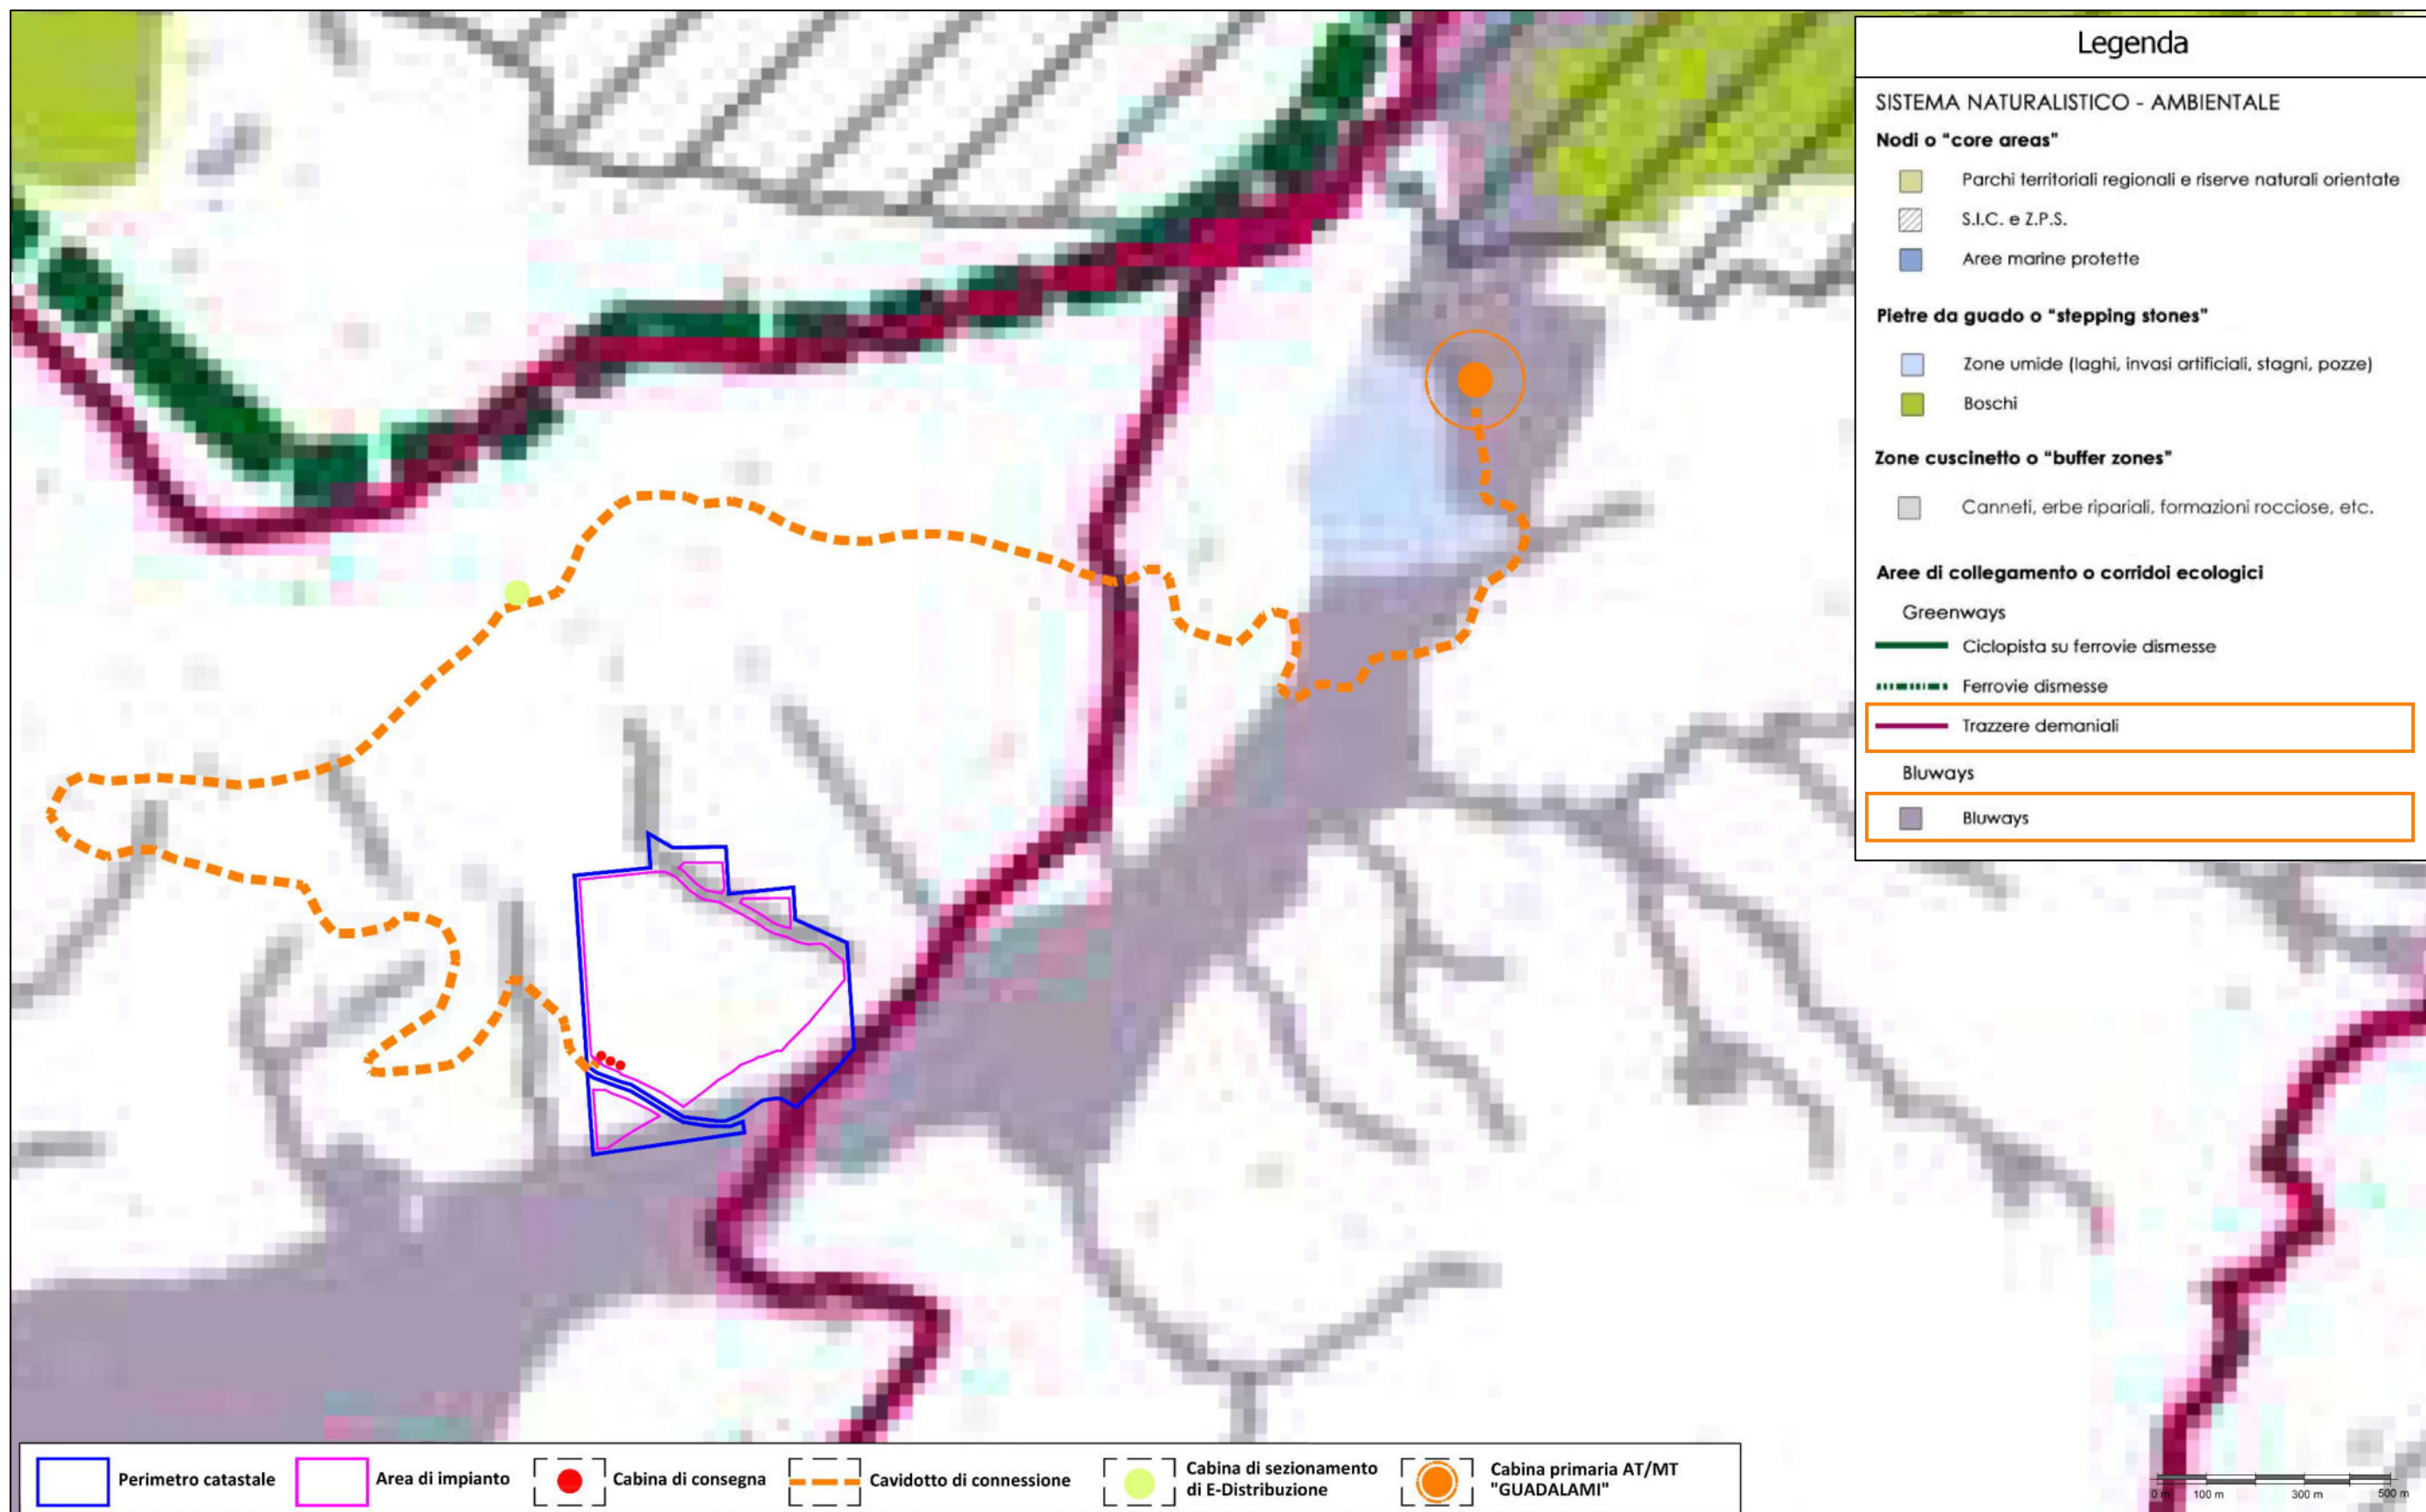 Legenda
SISTEMA NATURALISTICO - AMBIENTALE
Nodi o "core areas"
Parchi territoriali regionali e riserve naturali orientate
S.I.C. e Z.P.S.
Aree marine protette
Pietre da guado o "stepping stones"
Zone umide (laghi, invasi artificiali, stagni, pozze)
Boschi
Zone cuscinetto o "buffer zones"
Canneti, erbe ripariali, formazioni rocciose, etc.
Aree di collegamento o corridoi ecologici
Greenways
Ciclopista su ferrovie dismesse
Ferrovie dismesse
Trazzere demaniali
Bluways
Bluways
Perimetro catastale
Area di impianto
Cabina di consegna
Cavidotto di connessione
Cabina di sezionamento
di E-Distribuzione
Cabina primaria AT/MT
"GUADALAMI"
0 m 100 m 300 m 500 m